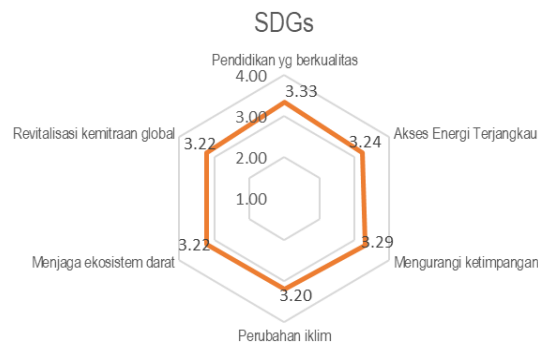 SDGs
Pendidikan yg berkualitas
4.00
3.33
3.00
Revitalisasi kemitraan global
3.22
Akses Energi Terjangkau
3.24
2.00
1.00
3.22
3.29
Menjaga ekosistem darat
Mengurangi ketimpangan
3.20
Perubahan iklim